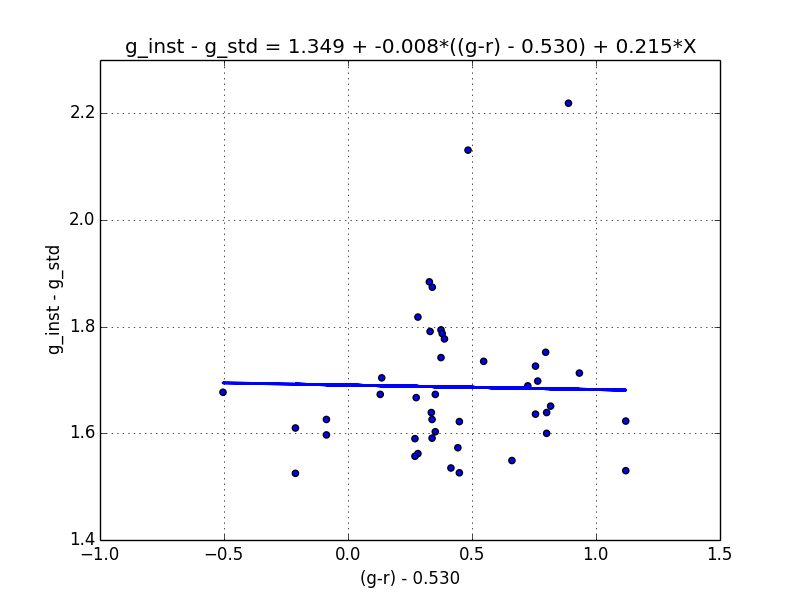 g_inst - g_std = 1.349 + -0.008*((g-r) - 0.530) + 0.215*X
2.2
2.0
1.8
1.6
1.4
g_inst - g_std
−1.0 −0.5 0.0 0.5 1.0 1.5
(g-r) - 0.530